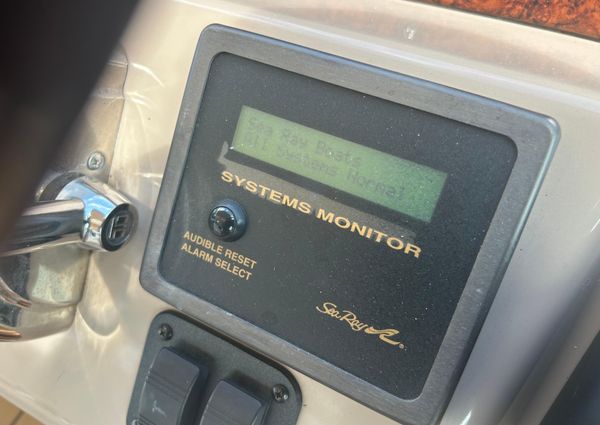 Sea Ray Boats
All Systems Normal
SYSTEMS MONITOR
AUDIBLE RESET
ALARM SELECT
Sea Ray®